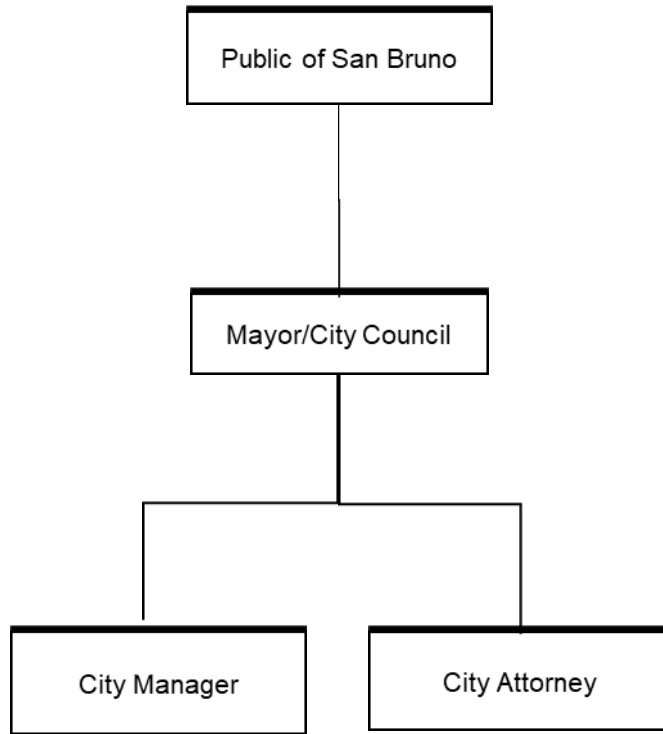 Public of San Bruno
Mayor/City Council
City Manager
City Attorney